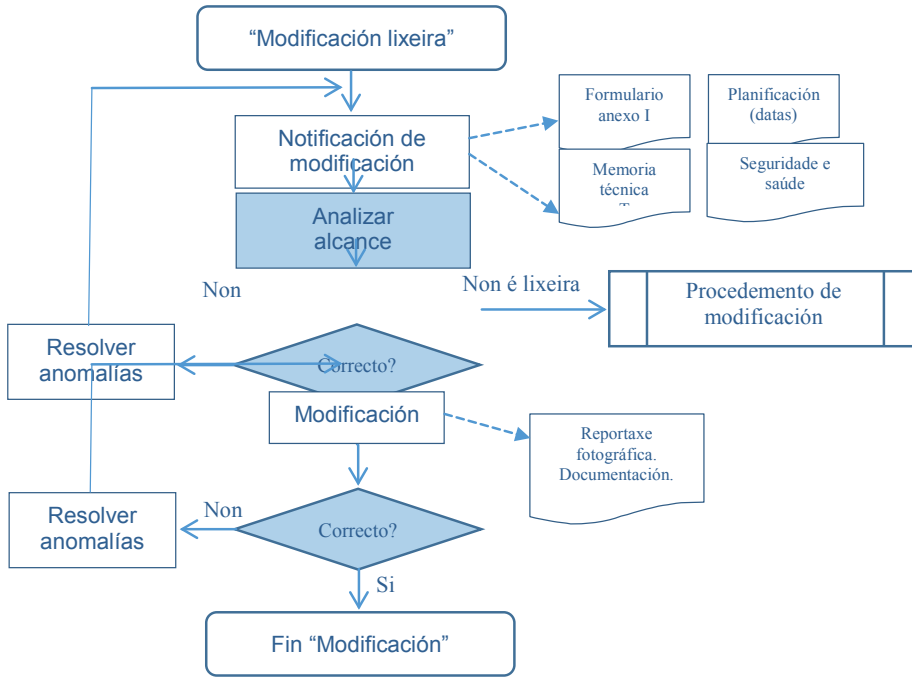 “Modificación lixeira”
Formulario
anexo I
Planificación
(datas)
Notificación de
modificación
Memoria
técnica
Seguridade e
saúde
Analizar
alcance
Non
Non é lixeira
Procedemento de
modificación
Resolver
anomalías
Correcto?
Modificación
Reportaxe
fotográfica.
Documentación.
Resolver
anomalías
Non
Correcto?
Si
Fin “Modificación”